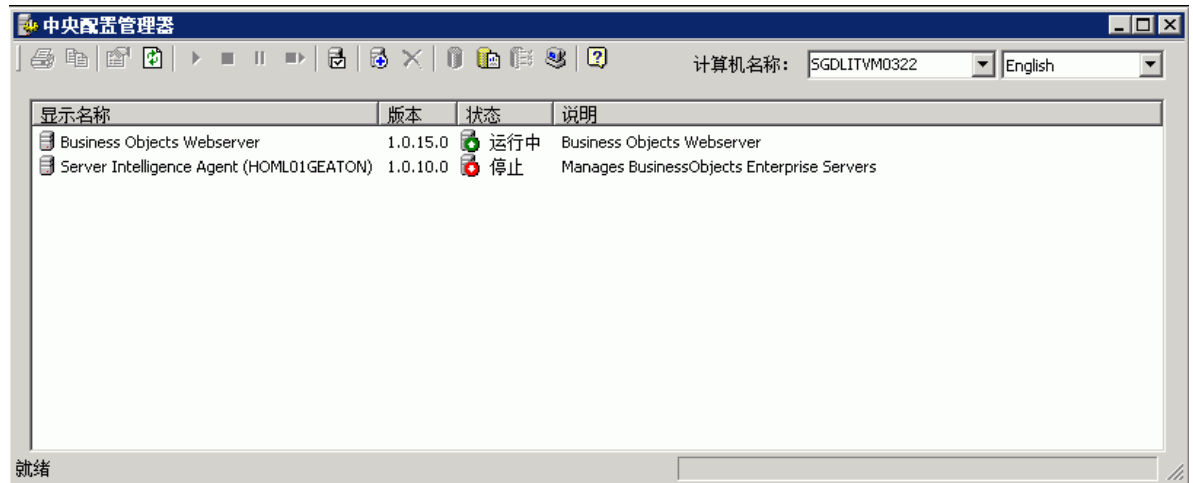 中央配置管理器
计算机名称： SGDLITVM0322 English
显示名称 版本 状态 说明
Business Objects Webserver 1.0.15.0 运行中 Business Objects Webserver
Server Intelligence Agent (HOML01GEATON) 1.0.10.0 停止 Manages BusinessObjects Enterprise Servers
就绪